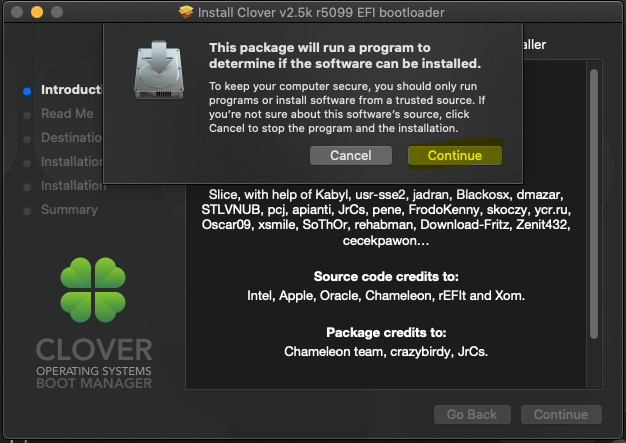 Install Clover v2.5k r5099 EFI bootloader
This package will run a program to
determine if the software can be installed.
To keep your computer secure, you should only run
programs or install software from a trusted source. If
you're not sure about this software's source, click
Cancel to stop the program and the installation.
Cancel
Continue
Read Me
Summary
Slice, with help of Kabyl, usr-sse2, jadran, Blackosx, dmazar,
STLVNUB, pcj, apianti, JrCs, pene, FrodoKenny, skoczy, ycr.ru,
Oscar09, xsmile, SoThOr, rehabman, Download-Fritz, Zenit432,
cecekpawon...
Source code credits to:
Intel, Apple, Oracle, Chameleon, rEFIt and Xom.
Package credits to:
Chameleon team, crazybirdy, JrCs.
CLOVER
OPERATING SYSTEMS
BOOT MANAGER
Go Back
Continue